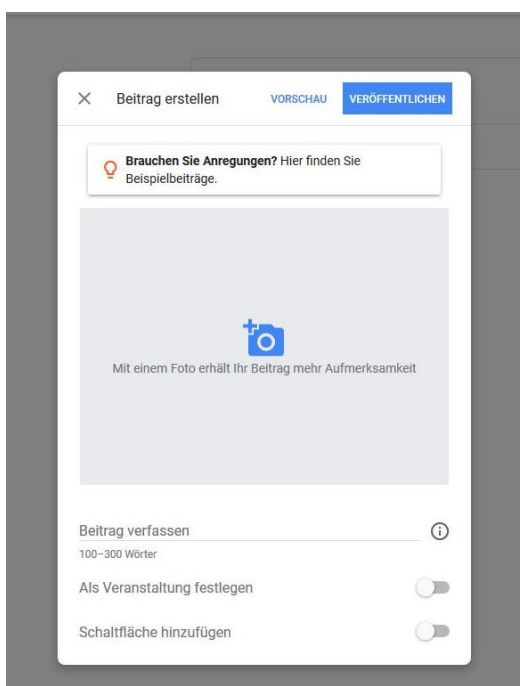 Beitrag erstellen
VORSCHAU
VERÖFFENTLICHEN
Brauchen Sie Anregungen? Hier finden Sie
Beispielbeiträge.
Mit einem Foto erhält Ihr Beitrag mehr Aufmerksamkeit
Beitrag verfassen
100–300 Wörter
Als Veranstaltung festlegen
Schaltfläche hinzufügen